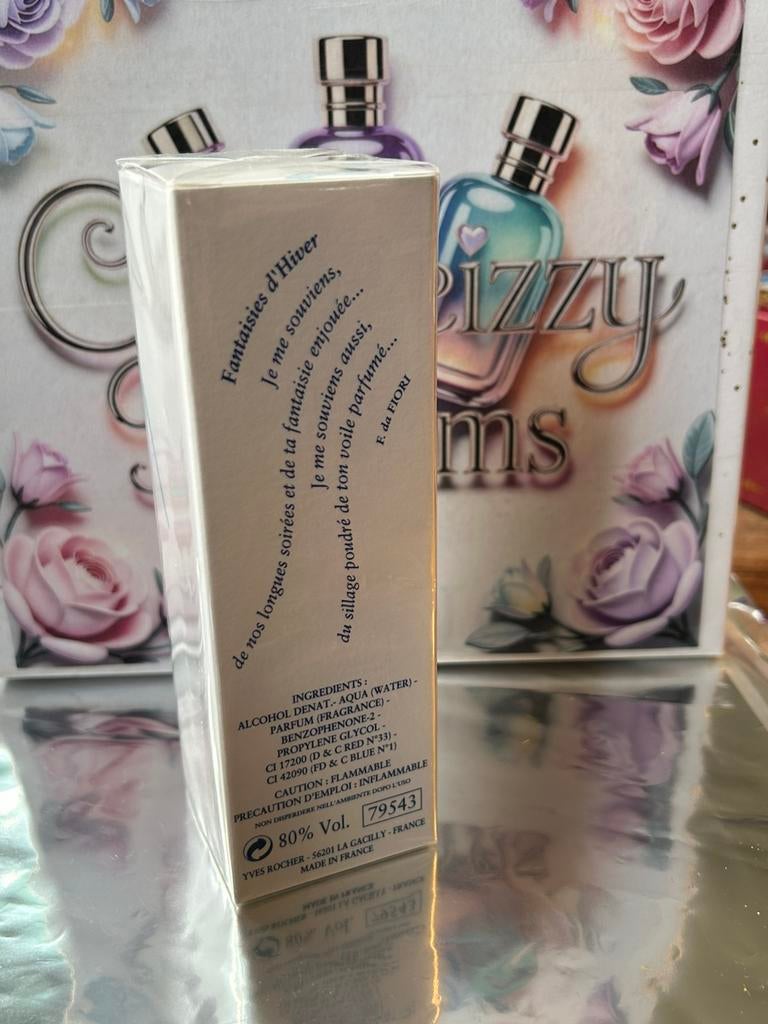 Fantaisies d'Hiver
Je me souviens,
de nos longues soirées et de ta fantaisie enjouée...
Je me souviens aussi,
du sillage poudré de ton voile parfumé...
F. da FIORI
INGREDIENTS :
ALCOHOL DENAT.- AQUA (WATER) -
PARFUM (FRAGRANCE) -
BENZOPHENONE-2 -
PROPYLENE GLYCOL -
CI 17200 (D & C RED N°33) -
CI 42090 (FD & C BLUE N°1)
CAUTION : FLAMMABLE
PRECAUTION D'EMPLOI : INFLAMMABLE
NON DISPERDERE NELL'AMBIENTE DOPO L'USO
80% Vol. 79543
YVES ROCHER - 56201 LA GACILLY - FRANCE
MADE IN FRANCE
eizzy
ms